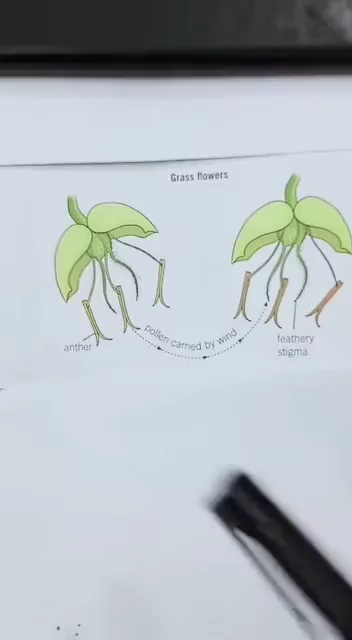 Grass flowers
anther
pollen carried by wind
feathery
stigma